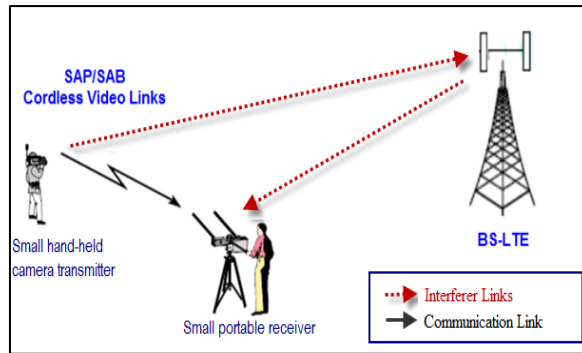 SAP/SAB
Cordless Video Links
Small hand-held
camera transmitter
Small portable receiver
BS-LTE
Interferer Links
Communication Link